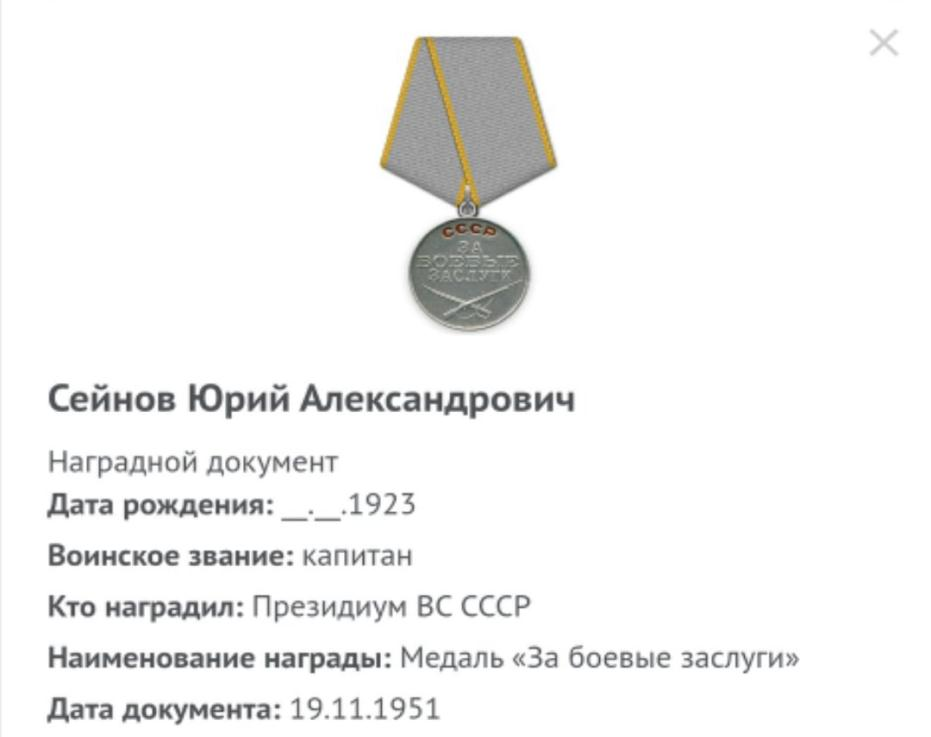 СССР
ЗА
БОЕВЫЕ
ЗАСЛУГИ
Сейнов Юрий Александрович
Наградной документ
Дата рождения: __.__.1923
Воинское звание: капитан
Кто наградил: Президиум ВС СССР
Наименование награды: Медаль «За боевые заслуги»
Дата документа: 19.11.1951